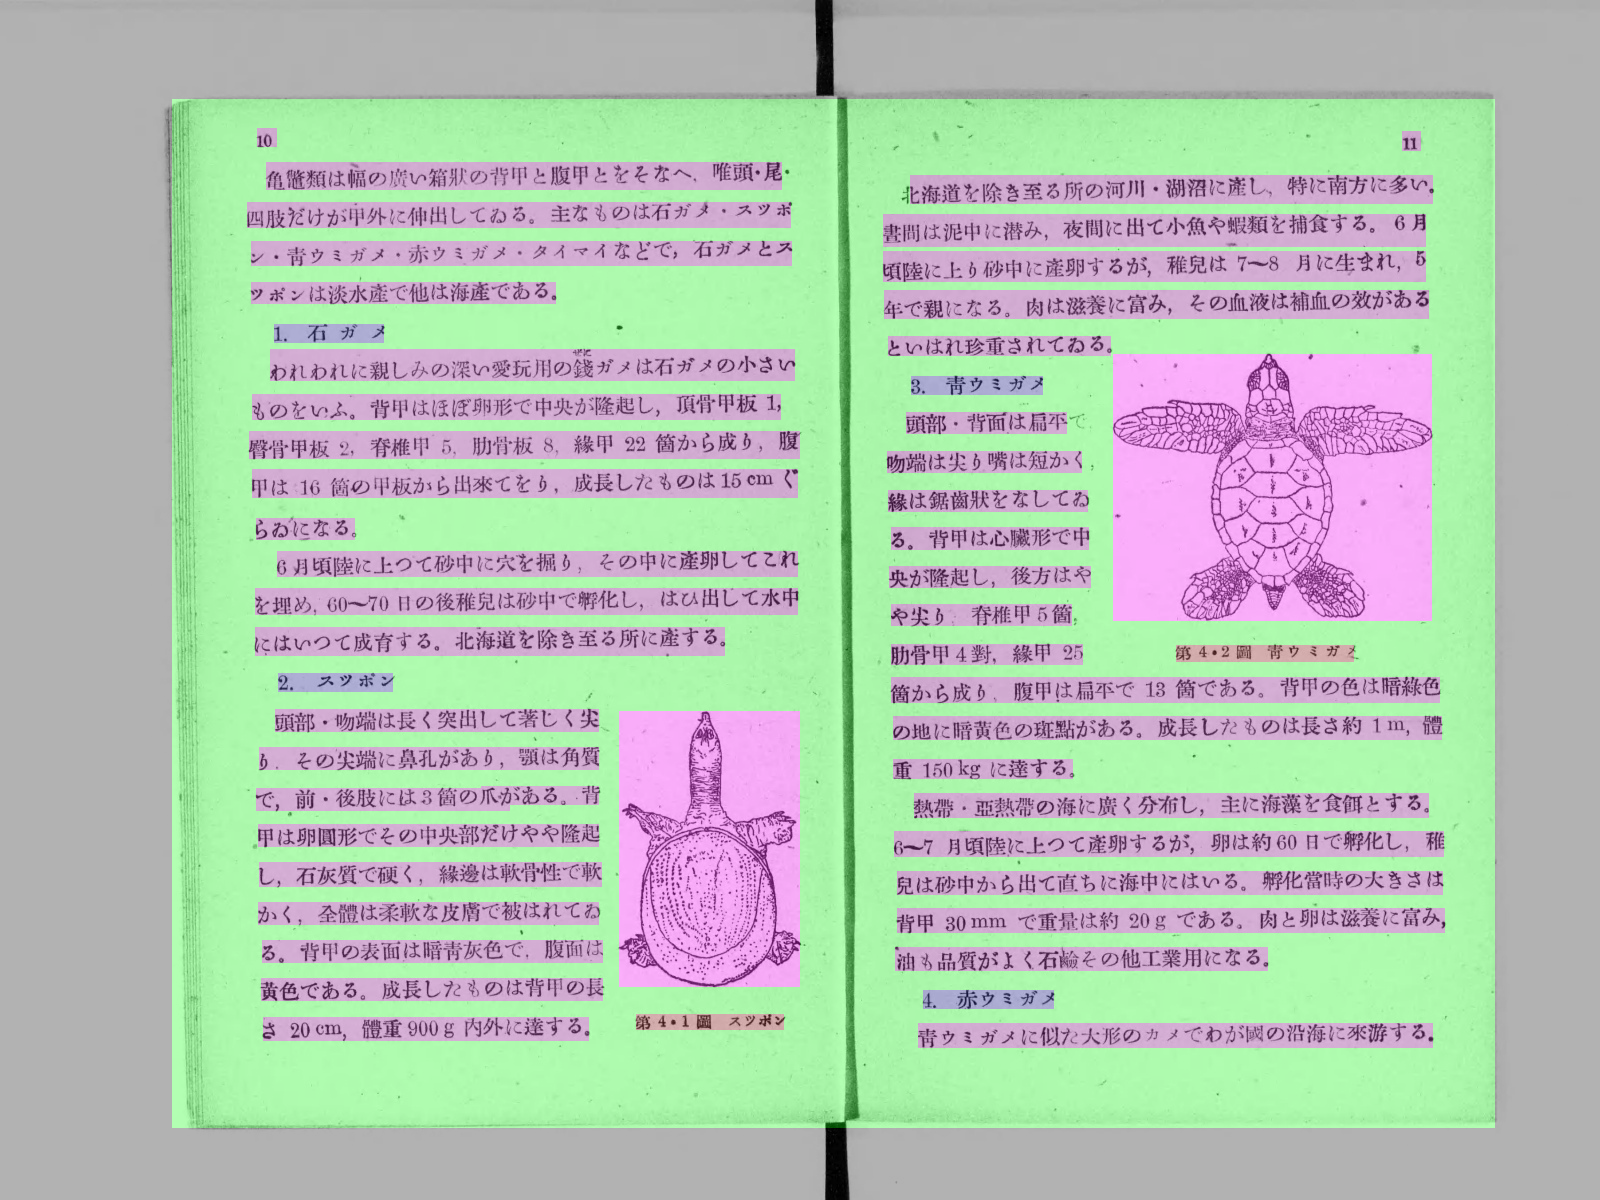 10
亀鼈類は幅の廣い箱狀の背甲と腹甲とをそなへ，唯頭・尾・
四肢だけが甲外に伸出してゐる。主なものは石ガメ・スツポ
ン・靑ウミガメ・赤ウミガメ・タイマイなどで，石ガメとス
ツポンは淡水產で他は海產である。
1. 石ガメ
われわれに親しみの深い愛玩用の錢ガメは石ガメの小さい
ものをいふ。背甲はほぼ卵形で中央が隆起し，頂骨甲板 1，
臀骨甲板 2，脊椎甲 5，肋骨板 8，緣甲 22 箇から成り，腹
甲は 16 箇の甲板から出來てをり，成長したものは 15 cm ぐ
らゐになる。
6 月頃陸に上つて砂中に穴を掘り，その中に產卵してこれ
を埋め，60〜70 日の後稚兒は砂中で孵化し，はひ出して水中
にはいつて成育する。北海道を除き至る所に產する。
2. スツポン
頭部・吻端は長く突出して著しく尖
り，その尖端に鼻孔があり，顎は角質
で，前・後肢には 3 箇の爪がある。背
甲は卵圓形でその中央部だけやや隆起
し，石灰質で硬く，緣邊は軟骨性で軟
かく，全體は柔軟な皮膚で被はれてゐ
る。背甲の表面は暗靑灰色で，腹面は
黃色である。成長したものは背甲の長
さ 20 cm，體重 900 g 內外に達する。
第 4・1 圖 スツポン
11
北海道を除き至る所の河川・湖沼に產し，特に南方に多い。
晝間は泥中に潜み，夜間に出て小魚や蝦類を捕食する。6 月
頃陸に上り砂中に產卵するが，稚兒は 7〜8 月に生まれ，5
年で親になる。肉は滋養に富み，その血液は補血の效がある
といはれ珍重されてゐる。
3. 靑ウミガメ
頭部・背面は扁平で
吻端は尖り嘴は短かく，
緣は鋸齒狀をなしてゐ
る。背甲は心臟形で中
央が隆起し，後方はや
や尖り，脊椎甲 5 箇，
肋骨甲 4 對，緣甲 25
箇から成り，腹甲は扁平で 13 箇である。背甲の色は暗綠色
の地に暗黃色の斑點がある。成長したものは長さ約 1 m，體
重 150 kg に達する。
第 4・2 圖 靑ウミガメ
熱帶・亞熱帶の海に廣く分布し，主に海藻を食餌とする。
6〜7 月頃陸に上つて產卵するが，卵は約 60 日で孵化し，稚
兒は砂中から出て直ちに海中にはいる。孵化當時の大きさは
背甲 30 mm で重量は約 20 g である。肉と卵は滋養に富み，
油も品質がよく石鹼その他工業用になる。
4. 赤ウミガメ
靑ウミガメに似た大形のカメでわが國の沿海に來游する。